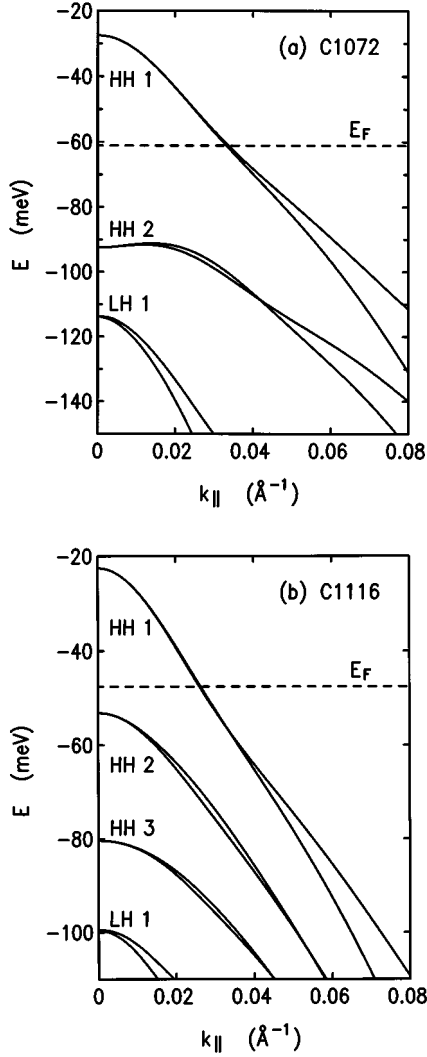 −20
−40
−60
−80
−100
−120
−140
E (meV)
(a) C1072
HH 1
E_F
HH 2
LH 1
0 0.02 0.04 0.06 0.08
k_∥ (Å⁻¹)
−20
−40
−60
−80
−100
E (meV)
(b) C1116
HH 1
E_F
HH 2
HH 3
LH 1
0 0.02 0.04 0.06 0.08
k_∥ (Å⁻¹)